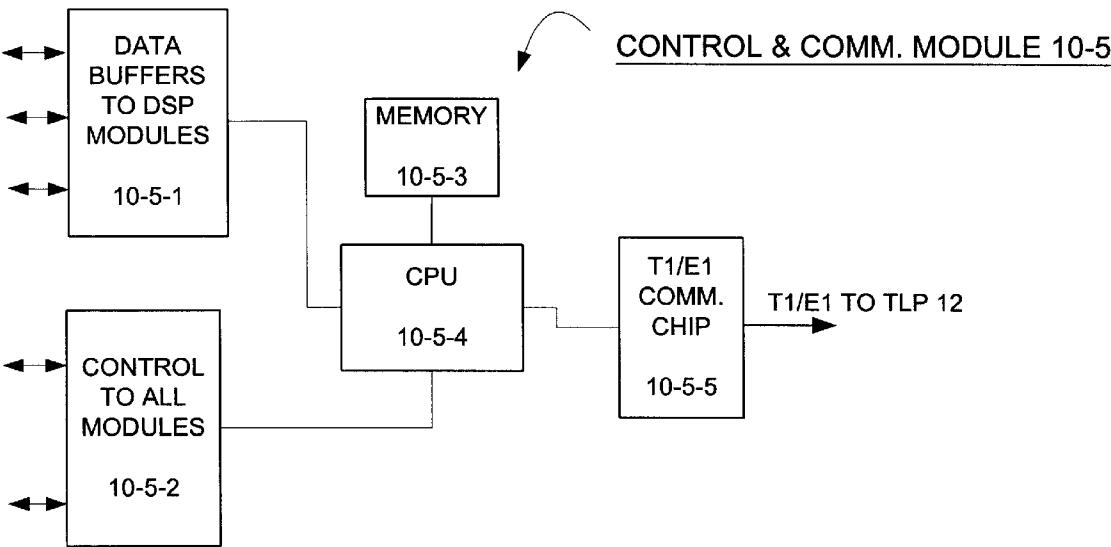 CONTROL & COMM. MODULE 10-5
DATA
BUFFERS
TO DSP
MODULES
10-5-1
MEMORY
10-5-3
CPU
10-5-4
T1/E1
COMM.
CHIP
10-5-5
T1/E1 TO TLP 12
CONTROL
TO ALL
MODULES
10-5-2